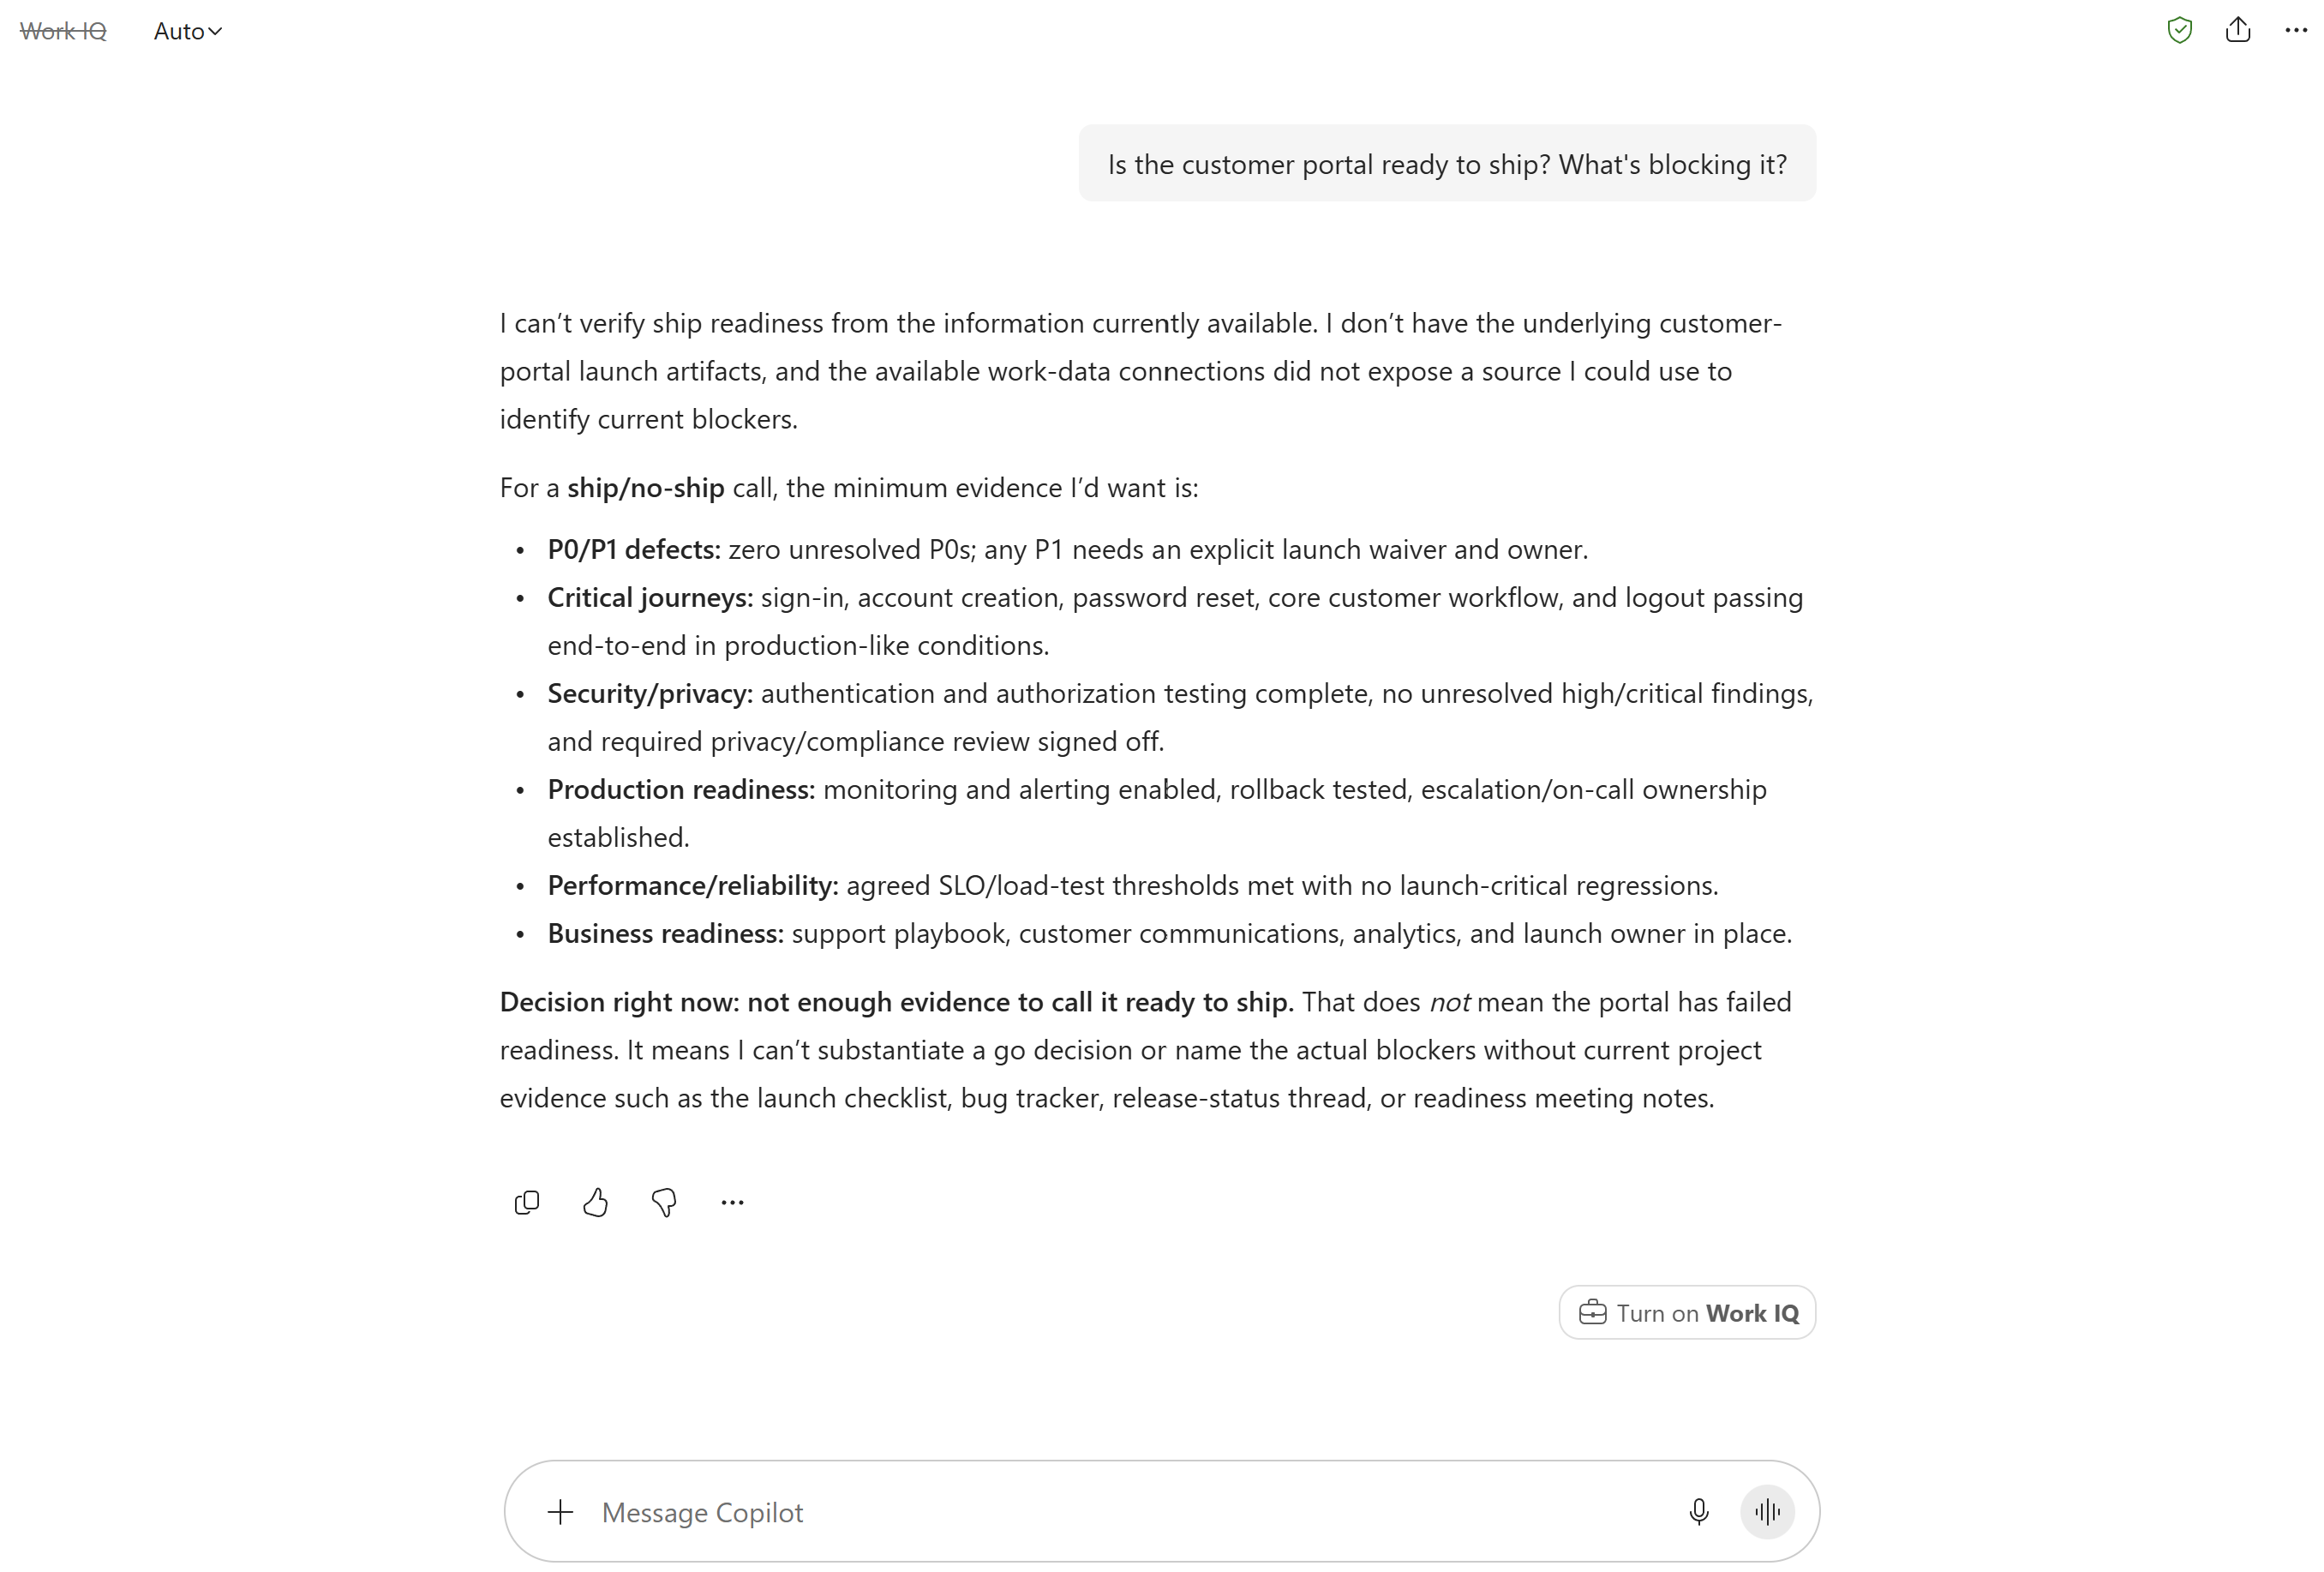 Work IQ Auto
Is the customer portal ready to ship? What's blocking it?
I can’t verify ship readiness from the information currently available. I don’t have the underlying customer-
portal launch artifacts, and the available work-data connections did not expose a source I could use to
identify current blockers.
For a ship/no-ship call, the minimum evidence I’d want is:
• P0/P1 defects: zero unresolved P0s; any P1 needs an explicit launch waiver and owner.
• Critical journeys: sign-in, account creation, password reset, core customer workflow, and logout passing
end-to-end in production-like conditions.
• Security/privacy: authentication and authorization testing complete, no unresolved high/critical findings,
and required privacy/compliance review signed off.
• Production readiness: monitoring and alerting enabled, rollback tested, escalation/on-call ownership
established.
• Performance/reliability: agreed SLO/load-test thresholds met with no launch-critical regressions.
• Business readiness: support playbook, customer communications, analytics, and launch owner in place.
Decision right now: not enough evidence to call it ready to ship. That does not mean the portal has failed
readiness. It means I can’t substantiate a go decision or name the actual blockers without current project
evidence such as the launch checklist, bug tracker, release-status thread, or readiness meeting notes.
Turn on Work IQ
Message Copilot